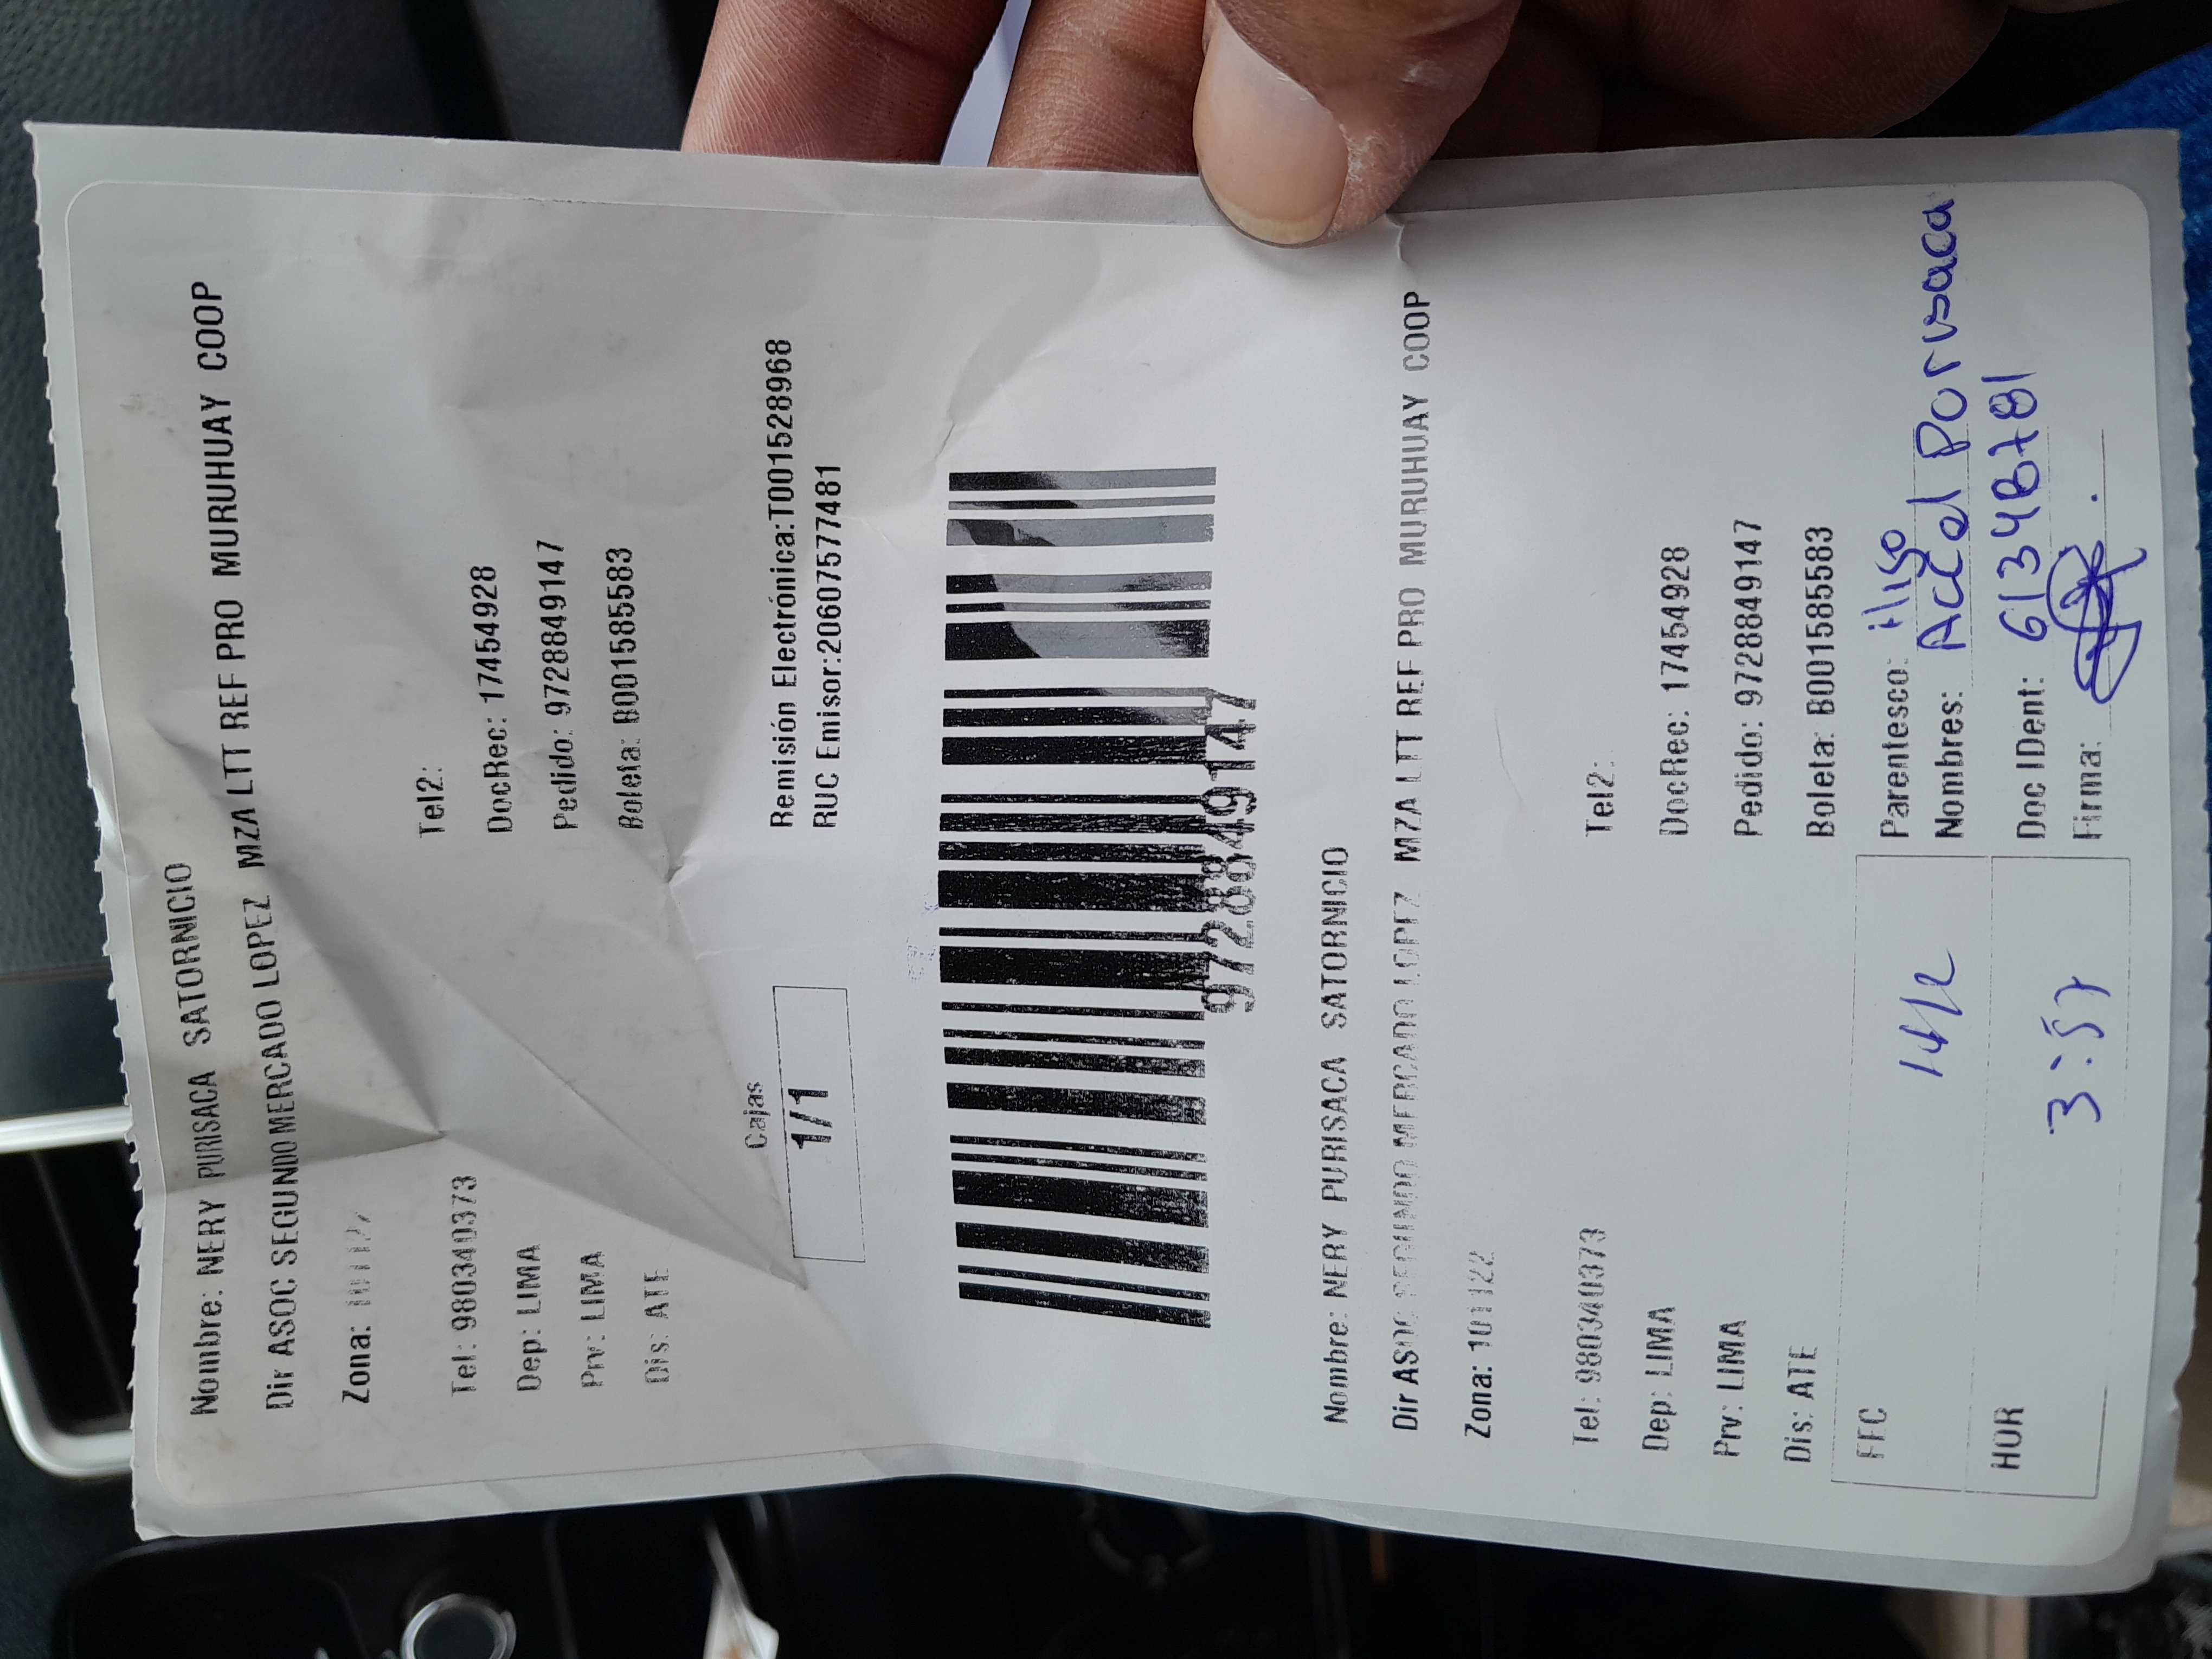 Nombre: NERY PURISACA SATORNICIO
Dir ASOC SEGUNDO MERCADO LOPEZ MZA LTT REF PRO MURUHUAY COOP
Zona:
Tel: 980340373 Tel2:
Dep: LIMA DocRec: 17454928
Prv: LIMA Pedido: 9728849147
Dis: ATE Boleta: B001585583
Cajas
1/1
Remisión Electrónica:T001528968
RUC Emisor:20607577481
9728849147
Nombre: NERY PURISACA SATORNICIO
Dir ASOC SEGUNDO MERCADO LOPEZ MZA LTT REF PRO MURUHUAY COOP
Zona: 101122
Tel: 980340373 Tel2:
Dep: LIMA DocRec: 17454928
Prv: LIMA Pedido: 9728849147
Dis: ATE Boleta: B001585583
FEC 14/12
HOR 3:57
Parentesco:
Nombres:
Doc IDent:
Firma: